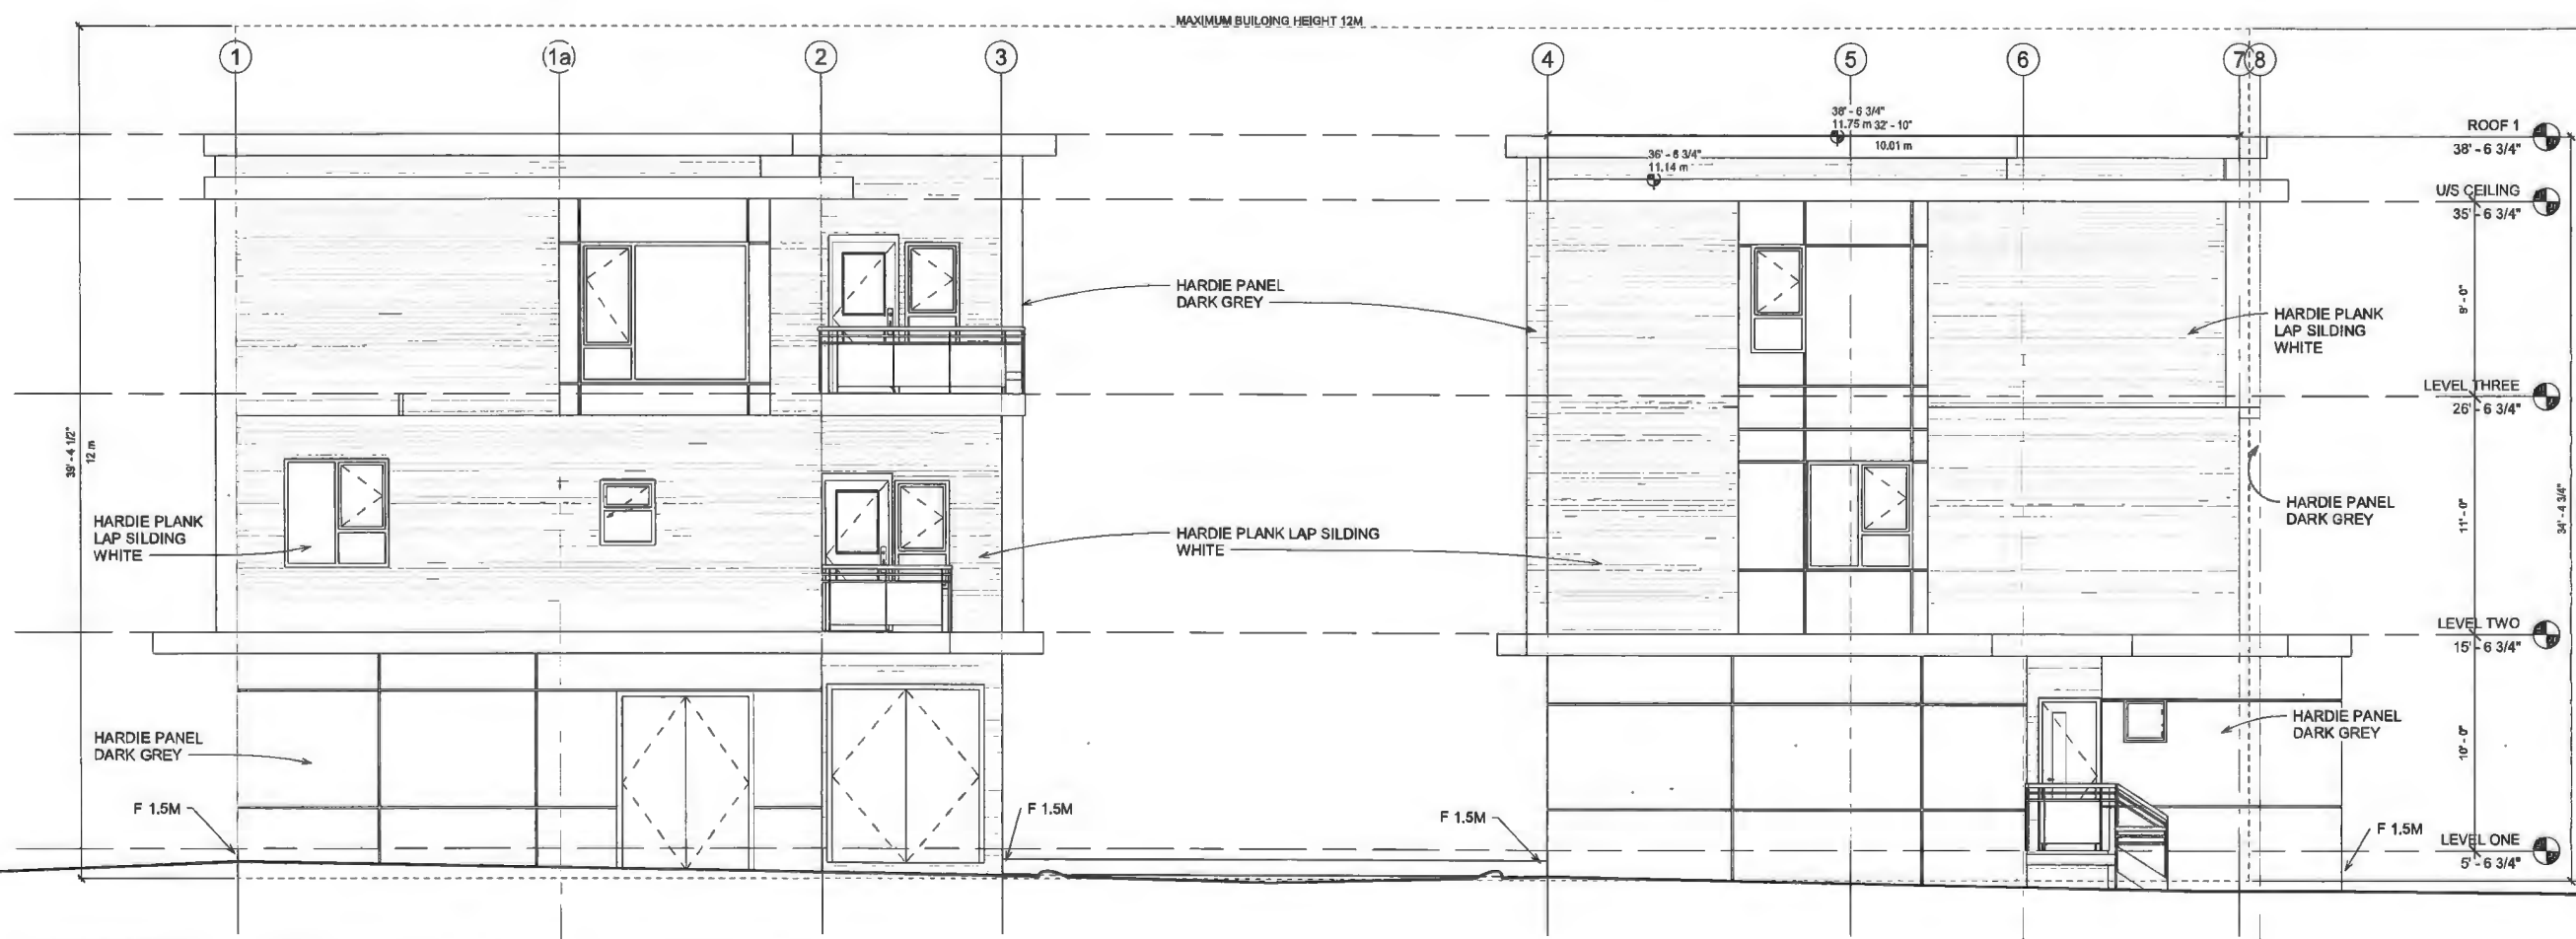 MAXIMUM BUILDING HEIGHT 12M
1
1a
2
3
4
5
6
7
8
38' - 6 3/4"
11.75 m 32' - 10"
10.01 m
36' - 6 3/4"
11.14 m
ROOF 1
38' - 6 3/4"
U/S CEILING
35' - 6 3/4"
HARDIE PANEL
DARK GREY
9' - 0"
HARDIE PLANK
LAP SILDING
WHITE
LEVEL THREE
26' - 6 3/4"
39' - 4 1/2"
12 m
HARDIE PLANK
LAP SILDING
WHITE
HARDIE PLANK LAP SILDING
WHITE
11' - 0"
HARDIE PANEL
DARK GREY
34' - 4 3/4"
LEVEL TWO
15' - 6 3/4"
HARDIE PANEL
DARK GREY
10' - 0"
HARDIE PANEL
DARK GREY
F 1.5M
F 1.5M
F 1.5M
F 1.5M
LEVEL ONE
5' - 6 3/4"